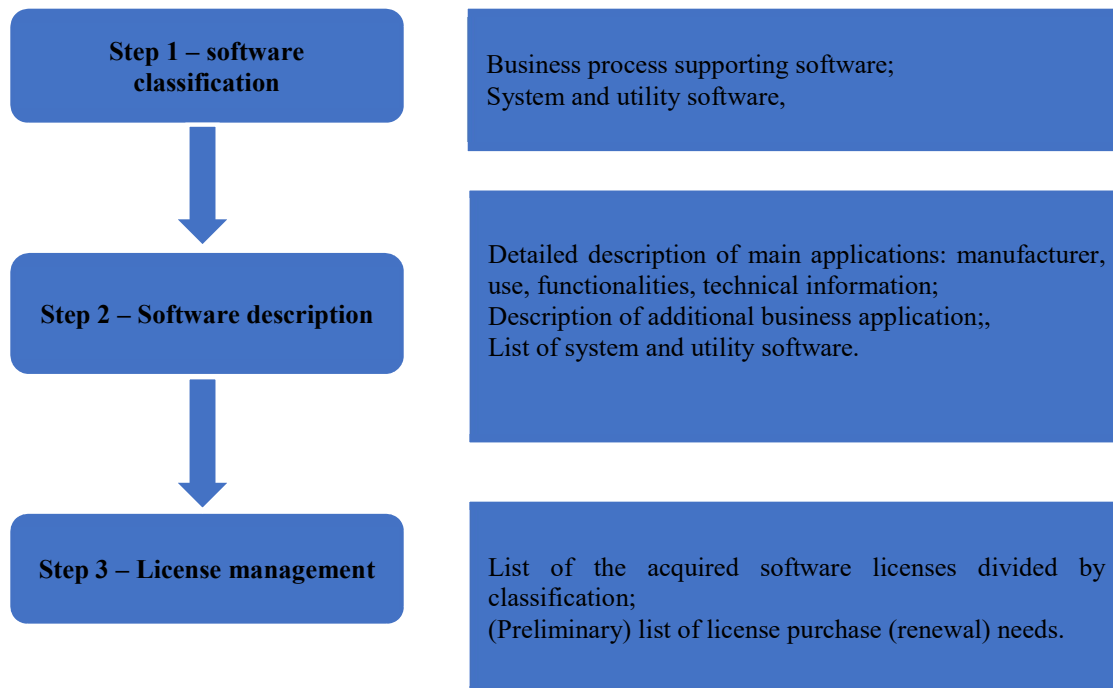 Step 1 – software
classification
Business process supporting software;
System and utility software,
Step 2 – Software description
Detailed description of main applications: manufacturer,
use, functionalities, technical information;
Description of additional business application;,
List of system and utility software.
Step 3 – License management
List of the acquired software licenses divided by
classification;
(Preliminary) list of license purchase (renewal) needs.